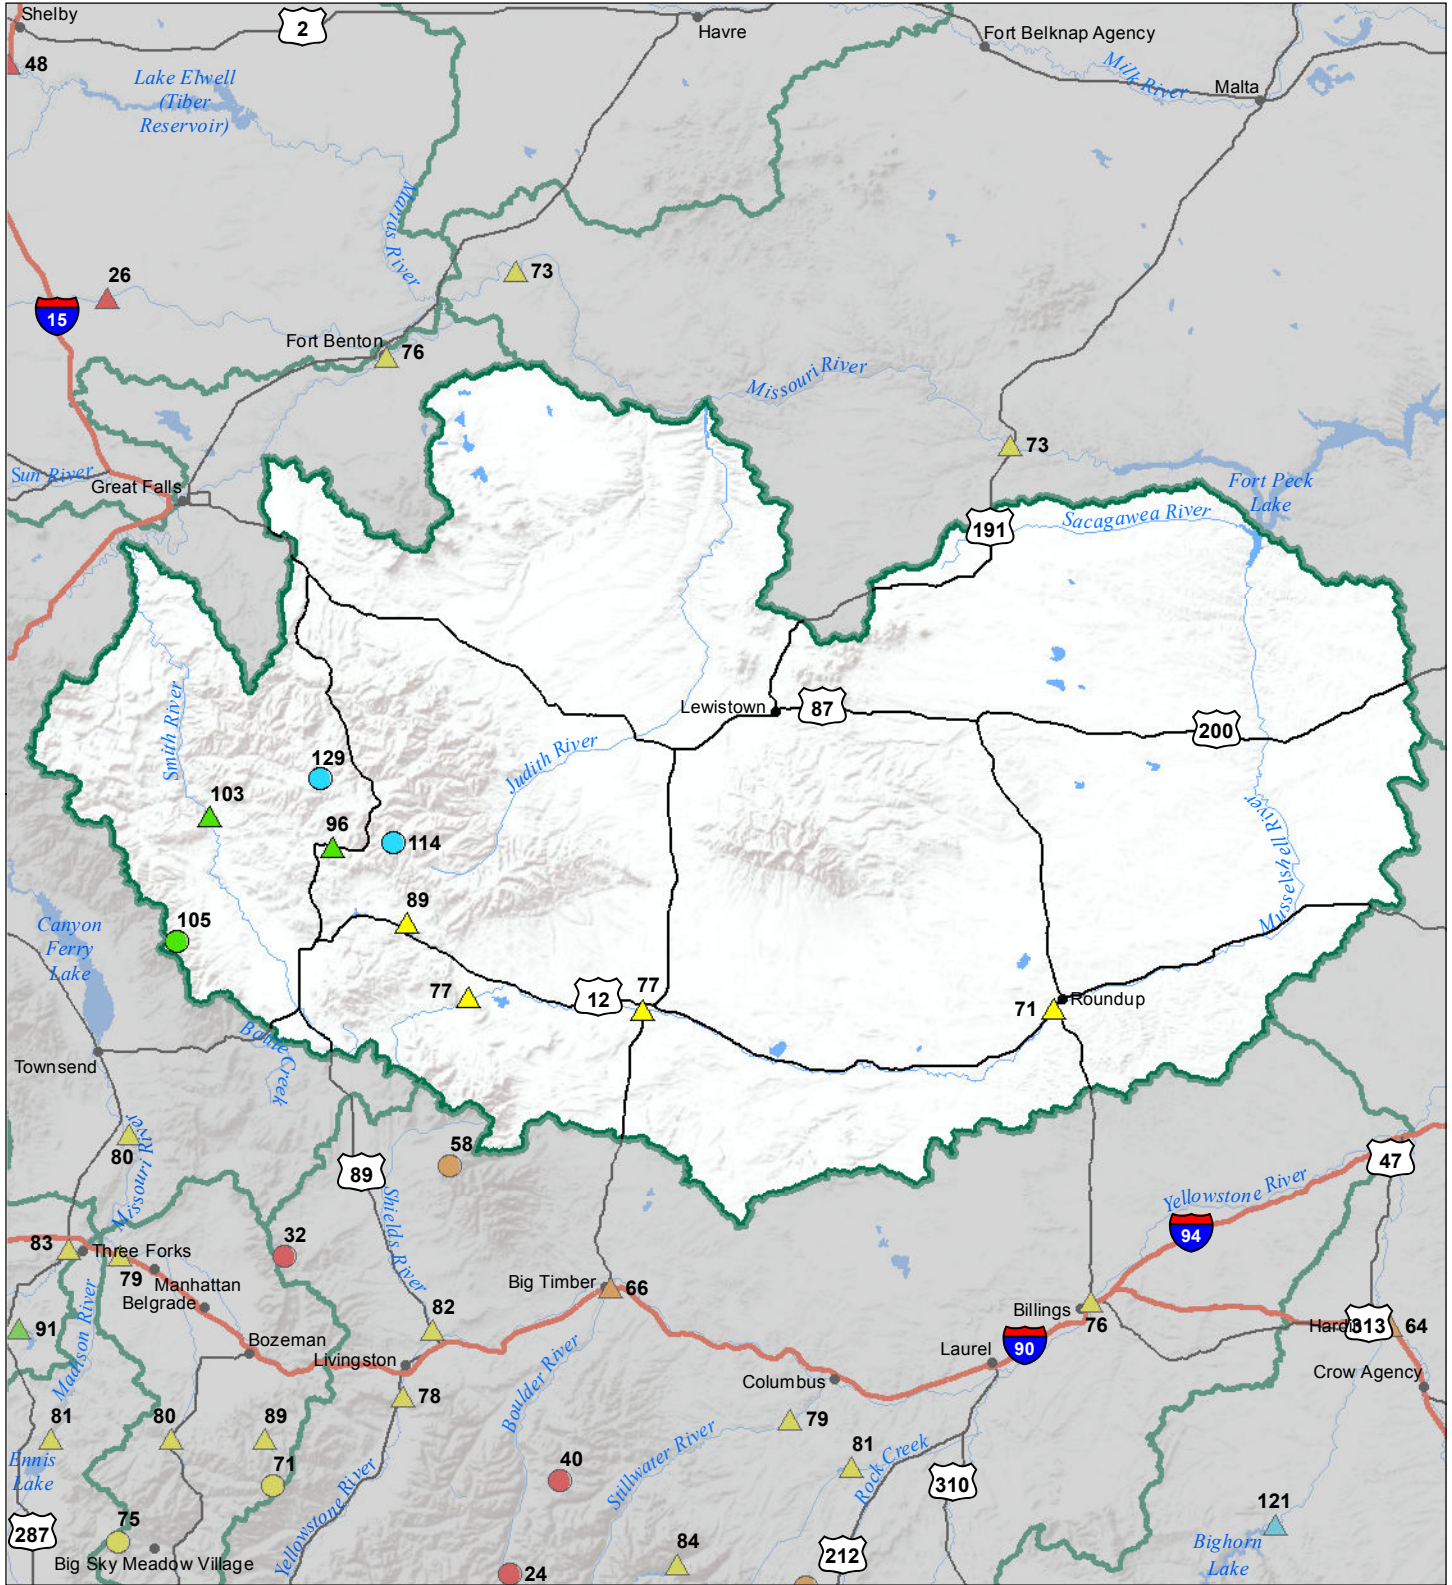 Shelby
2
Havre
Fort Belknap Agency
48
Lake Elwell
(Tiber
Reservoir)
Milk River
Malta
Marias River
26
73
15
Fort Benton
76
Missouri River
73
Sun River
Great Falls
Fort Peck
Lake
191
Sacagawea River
Smith River
Lewistown
87
200
Judith River
129
103
96
114
Musselshell River
89
105
Canyon
Ferry
Lake
77
12
77
71
Roundup
Battle Creek
Townsend
80
Missouri River
58
89
47
Shields River
Yellowstone River
94
32
83
Three Forks
79
Manhattan
Belgrade
Big Timber
66
82
Billings
76
91
Madison River
Bozeman
Livingston
Boulder River
Laurel
90
Hardin
313
64
Columbus
Crow Agency
78
81
80
89
79
Ennis
Lake
71
40
Stillwater River
81
Rock Creek
310
287
75
Yellowstone River
121
Big Sky Meadow Village
24
84
212
Bighorn
Lake